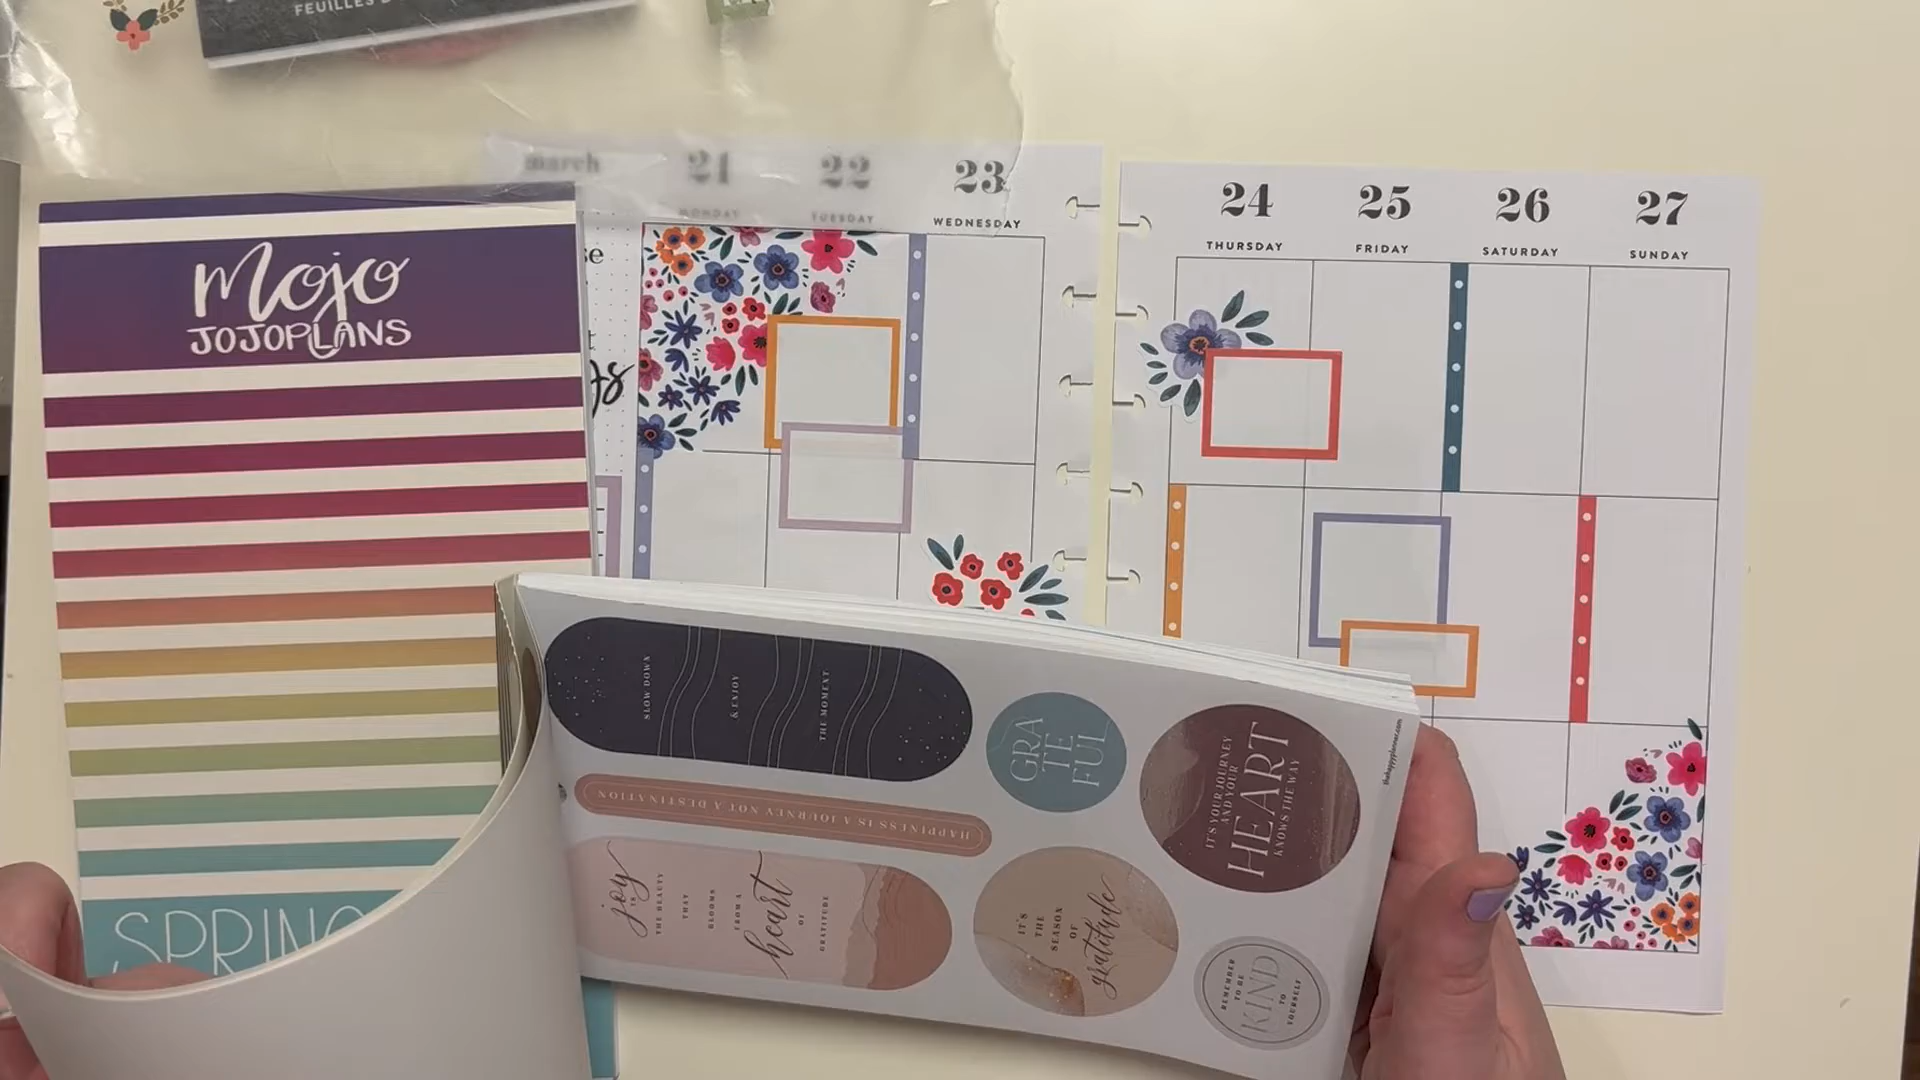 FEUILLES D
mojo
JOJOPLANS
SPRING
march
21
MONDAY
22
TUESDAY
23
WEDNESDAY
24
THURSDAY
25
FRIDAY
26
SATURDAY
27
SUNDAY
SLOW DOWN
& ENJOY
THE MOMENT
GRA
TE
FUL
IT'S YOUR JOURNEY
AND YOUR
HEART
KNOWS THE WAY
HAPPINESS IS A JOURNEY NOT A DESTINATION
joy
IS
THE BEAUTY
THAT
BLOOMS
FROM A
heart
OF
GRATITUDE
IT'S
THE
SEASON
OF
gratitude
REMEMBER
TO BE
KIND
TO
YOURSELF
thehappyplanner.com